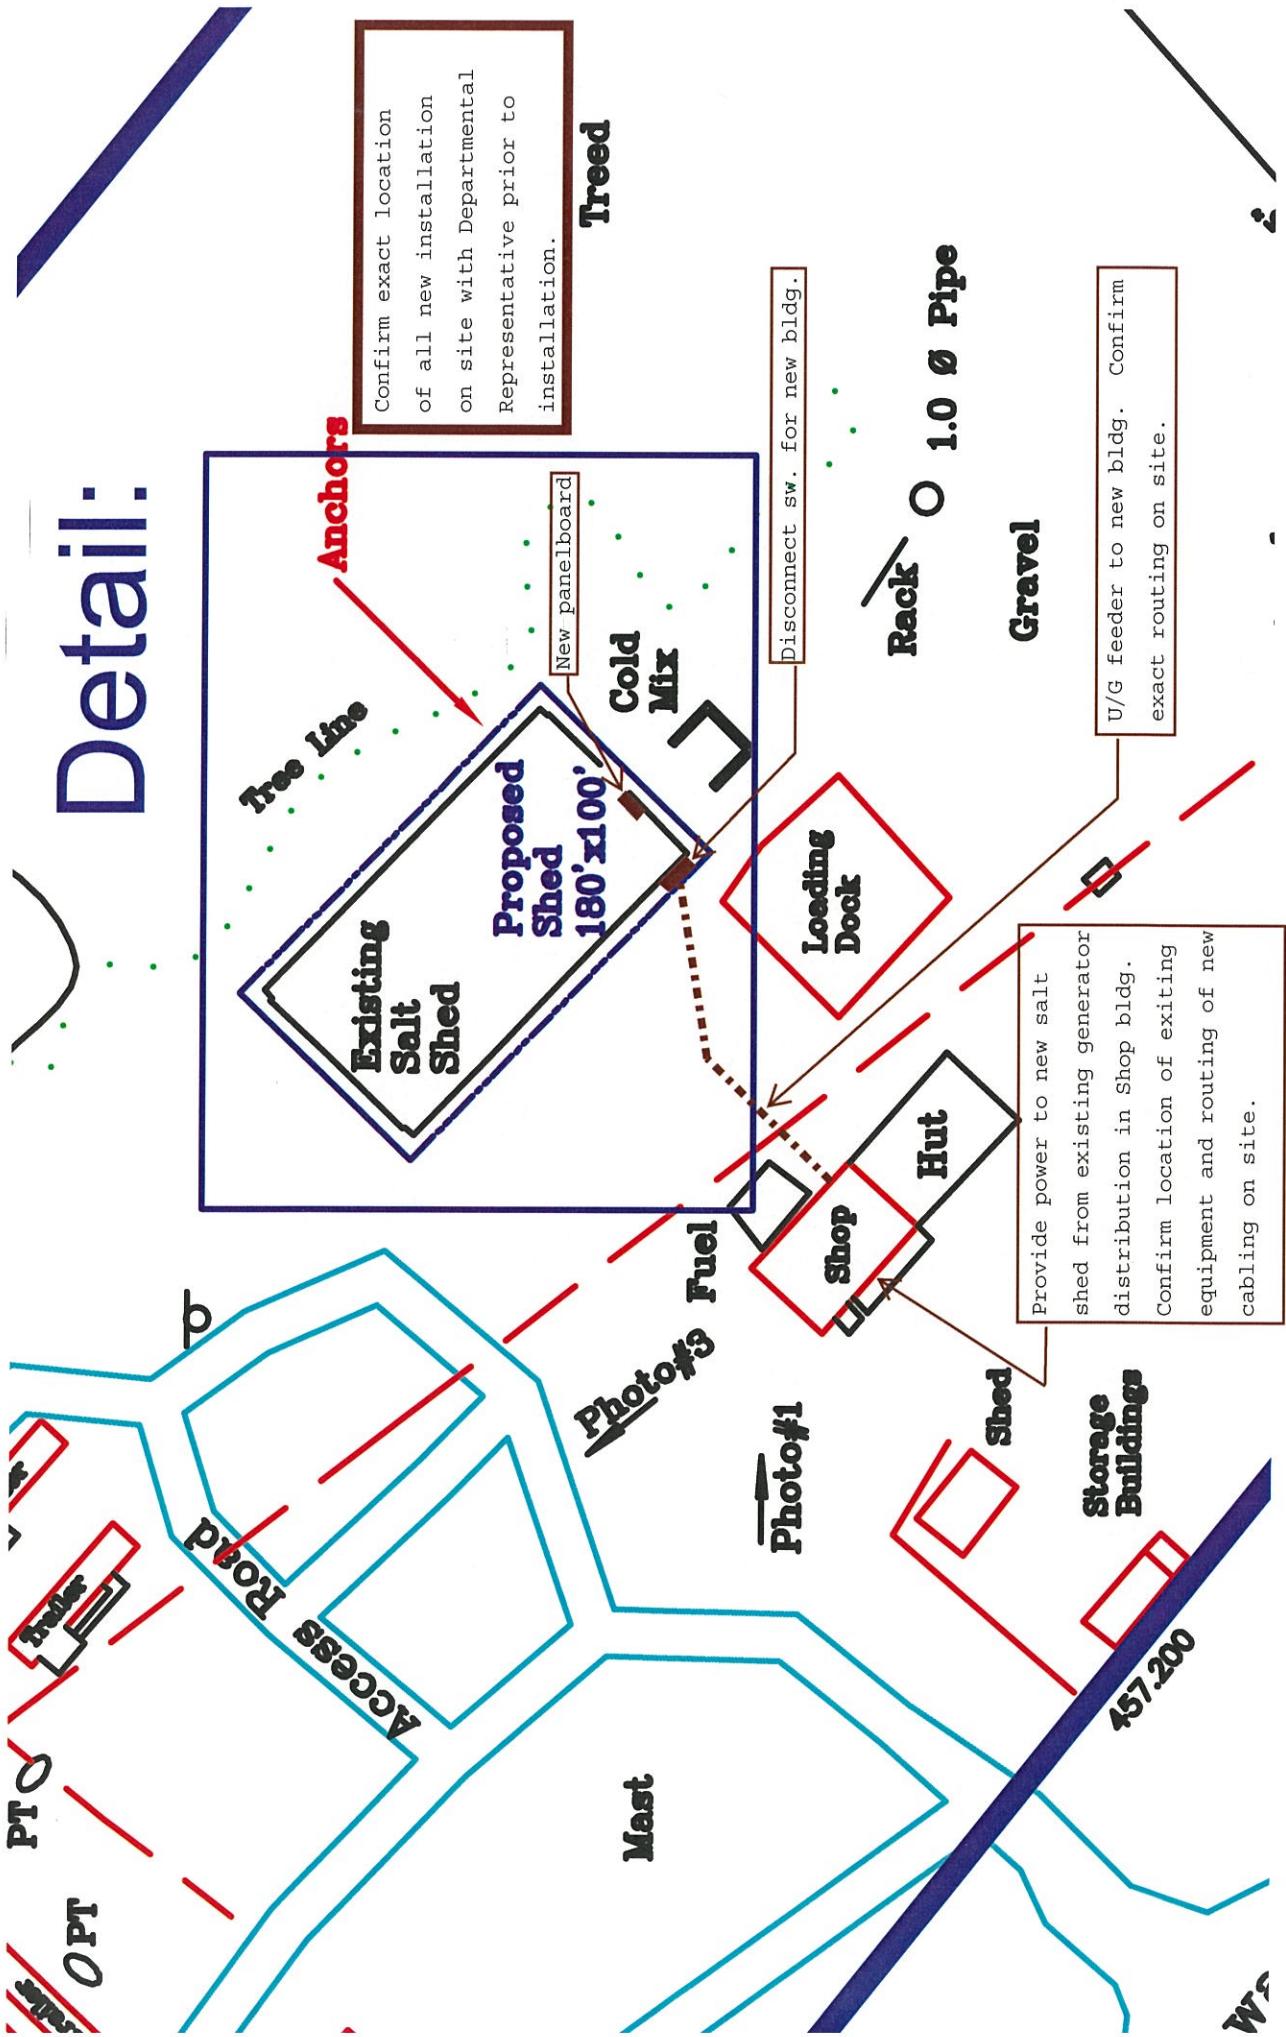 Detail:
Confirm exact location
of all new installation
on site with Departmental
Representative prior to
installation.
Treed
Anchors
Tree Line
New panelboard
Cold
Mix
Disconnect sw. for new bldg.
Proposed
Shed
180'x100'
Existing
Salt
Shed
Rack
1.0 Ø Pipe
Gravel
Loading
Dock
U/G feeder to new bldg. Confirm
exact routing on site.
Provide power to new salt
shed from existing generator
distribution in Shop bldg.
Confirm location of exiting
equipment and routing of new
cabling on site.
Hut
Shop
Fuel
Photo#3
Photo#1
Shed
Storage
Buildings
457.200
Access Road
Trailer
PT
PT
Mast